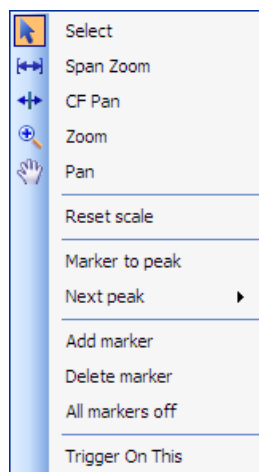 Select
Span Zoom
CF Pan
Zoom
Pan
Reset scale
Marker to peak
Next peak
Add marker
Delete marker
All markers off
Trigger On This